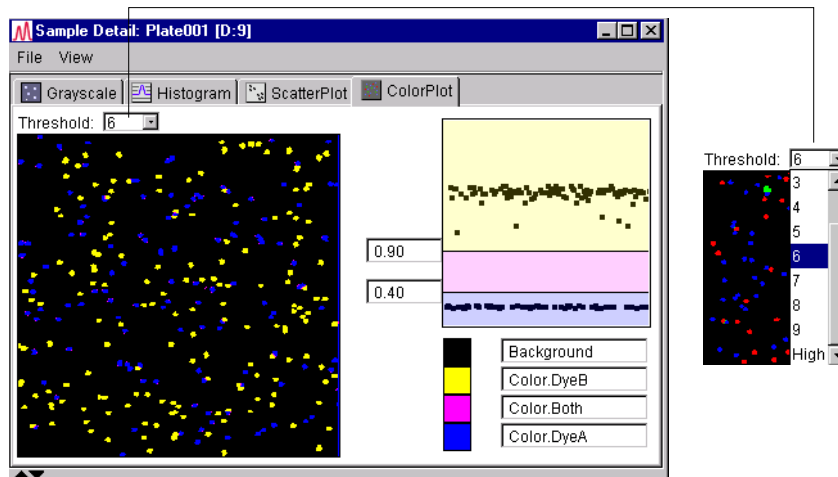 Sample Detail: Plate001 [D:9]
File View
Grayscale Histogram ScatterPlot ColorPlot
Threshold: 6
0.90
0.40
Background
Color.DyeB
Color.Both
Color.DyeA
Threshold: 6
3
4
5
6
7
8
9
High